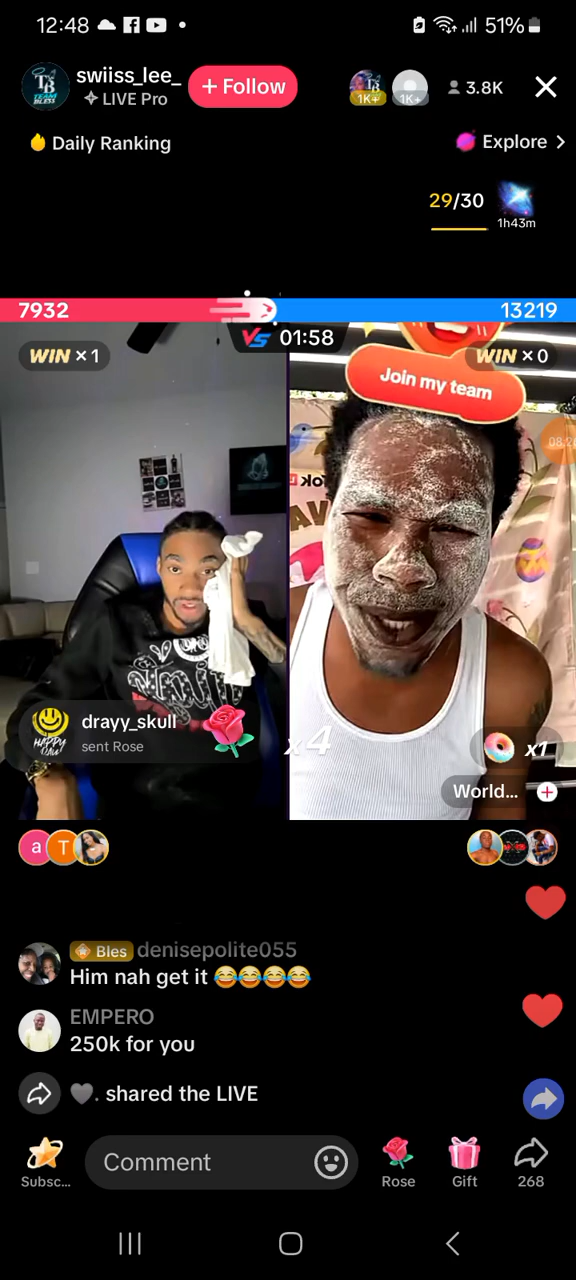 12:48
51%
swiiss_lee_
LIVE Pro
+ Follow
1K+
1K+
3.8K
Daily Ranking
Explore >
29/30
1h43m
7932
13219
VS 01:58
WIN × 1
WIN × 0
Join my team
drayy_skull
sent Rose
x4
x1
World...
a
T
Bles denisepolite055
Him nah get it 😂😂😂😂
EMPERO
250k for you
🖤. shared the LIVE
Subsc...
Comment
Rose
Gift
268